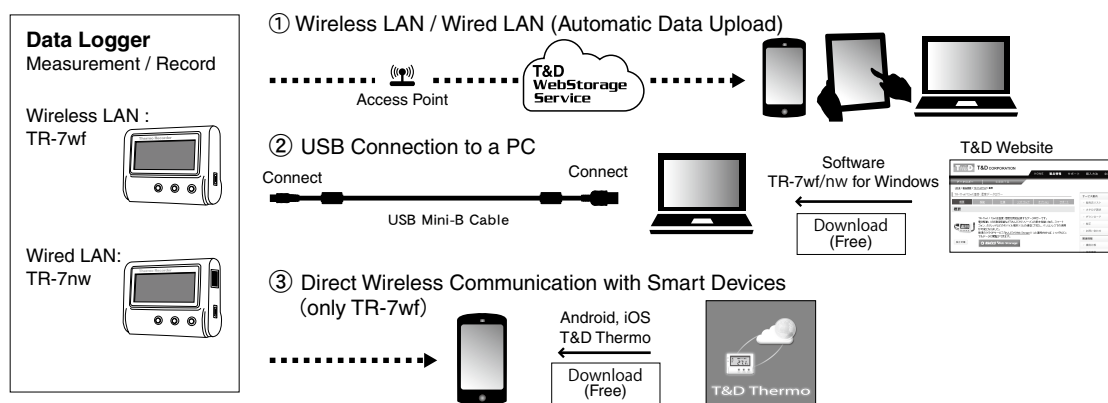 Data Logger
Measurement / Record
Wireless LAN :
TR-7wf
Wired LAN:
TR-7nw
① Wireless LAN / Wired LAN (Automatic Data Upload)
Access Point
T&D
WebStorage
Service
② USB Connection to a PC
Connect
Connect
USB Mini-B Cable
Software
TR-7wf/nw for Windows
Download
(Free)
T&D Website
T&D CORPORATION
③ Direct Wireless Communication with Smart Devices
(only TR-7wf)
Android, iOS
T&D Thermo
Download
(Free)
T&D Thermo